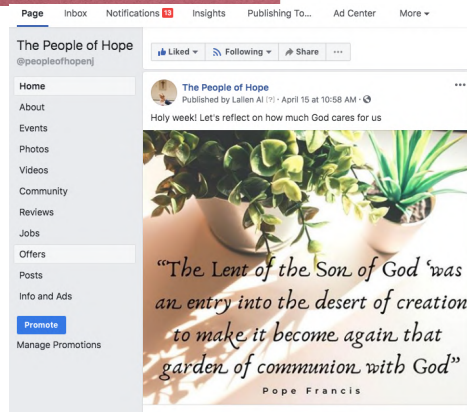 Page Inbox Notifications 13 Insights Publishing To... Ad Center More
The People of Hope
@peopleofhopenj
Home
About
Events
Photos
Videos
Community
Reviews
Jobs
Offers
Posts
Info and Ads
Promote
Manage Promotions
Liked Following Share ...
The People of Hope
Published by Lallen Al [?] · April 15 at 10:58 AM ·
Holy week! Let's reflect on how much God cares for us
“The Lent of the Son of God ‘was
an entry into the desert of creation
to make it become again that
garden of communion with God”
Pope Francis